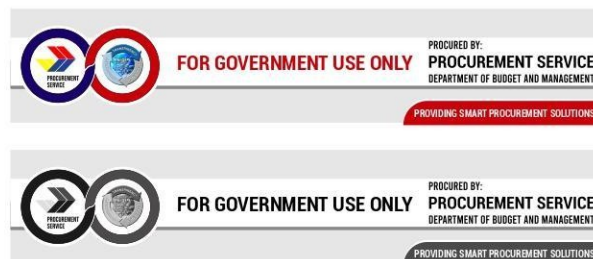 PROCUREMENT
SERVICE
FOR GOVERNMENT USE ONLY
PROCURED BY:
PROCUREMENT SERVICE
DEPARTMENT OF BUDGET AND MANAGEMENT
PROVIDING SMART PROCUREMENT SOLUTIONS
PROCUREMENT
SERVICE
FOR GOVERNMENT USE ONLY
PROCURED BY:
PROCUREMENT SERVICE
DEPARTMENT OF BUDGET AND MANAGEMENT
PROVIDING SMART PROCUREMENT SOLUTIONS